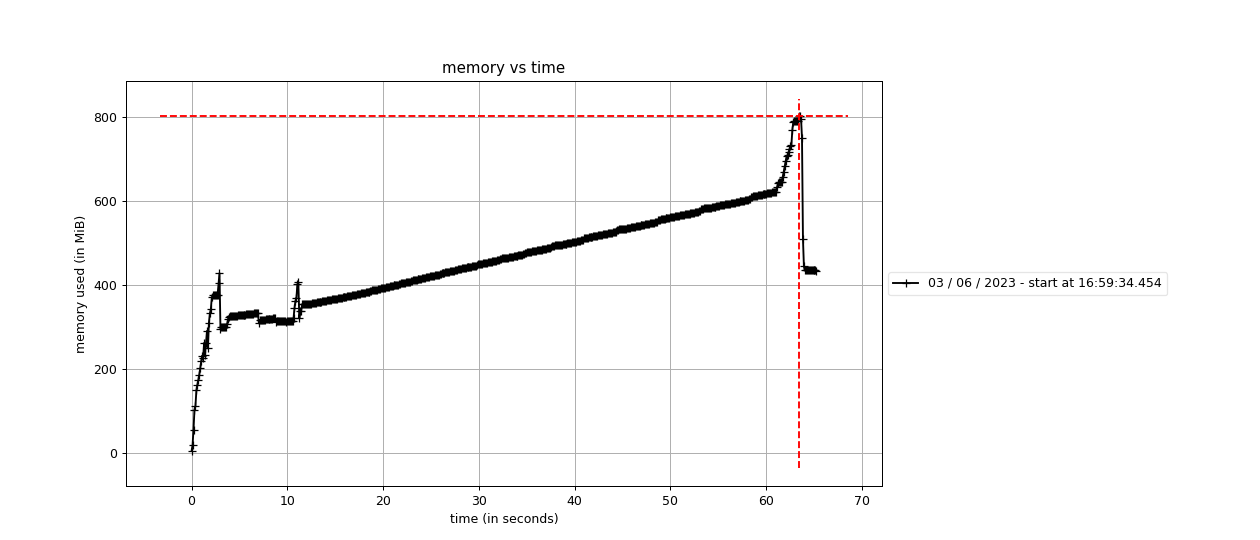 memory vs time
memory used (in MiB)
800
600
400
200
0
0 10 20 30 40 50 60 70
time (in seconds)
03 / 06 / 2023 - start at 16:59:34.454